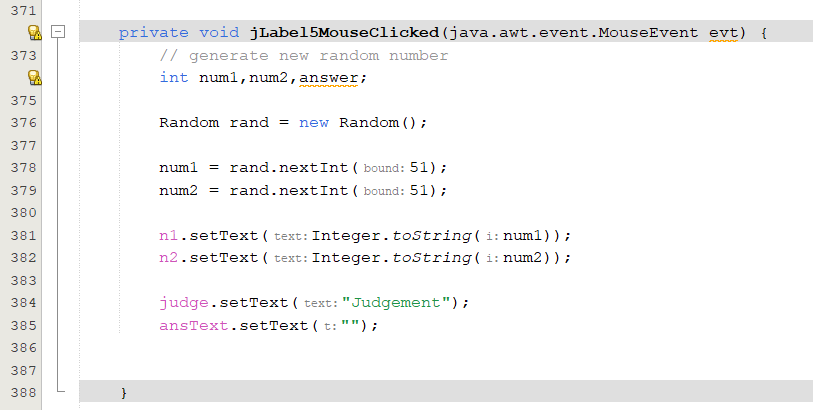 371
private void jLabel5MouseClicked(java.awt.event.MouseEvent evt) {
373 // generate new random number
int num1,num2,answer;
375
376 Random rand = new Random();
377
378 num1 = rand.nextInt( bound: 51);
379 num2 = rand.nextInt( bound: 51);
380
381 n1.setText( text: Integer.toString( i: num1));
382 n2.setText( text: Integer.toString( i: num2));
383
384 judge.setText( text: "Judgement");
385 ansText.setText( t: "");
386
387
388 }